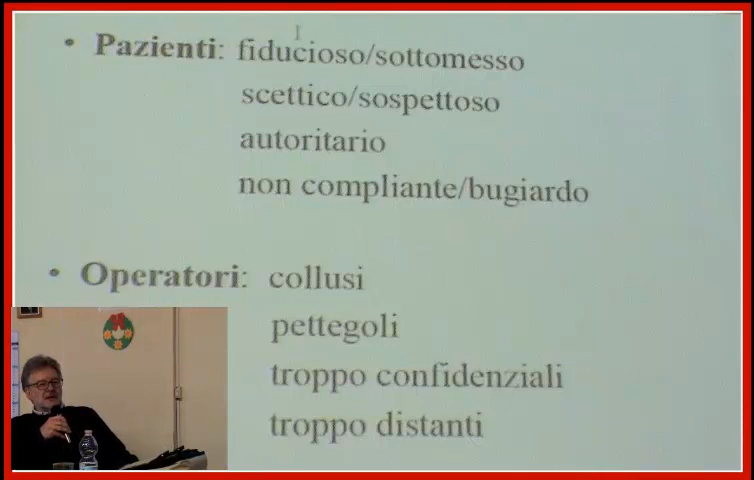 • Pazienti: fiducioso/sottomesso
scettico/sospettoso
autoritario
non compliante/bugiardo
• Operatori: collusi
pettegoli
troppo confidenziali
troppo distanti